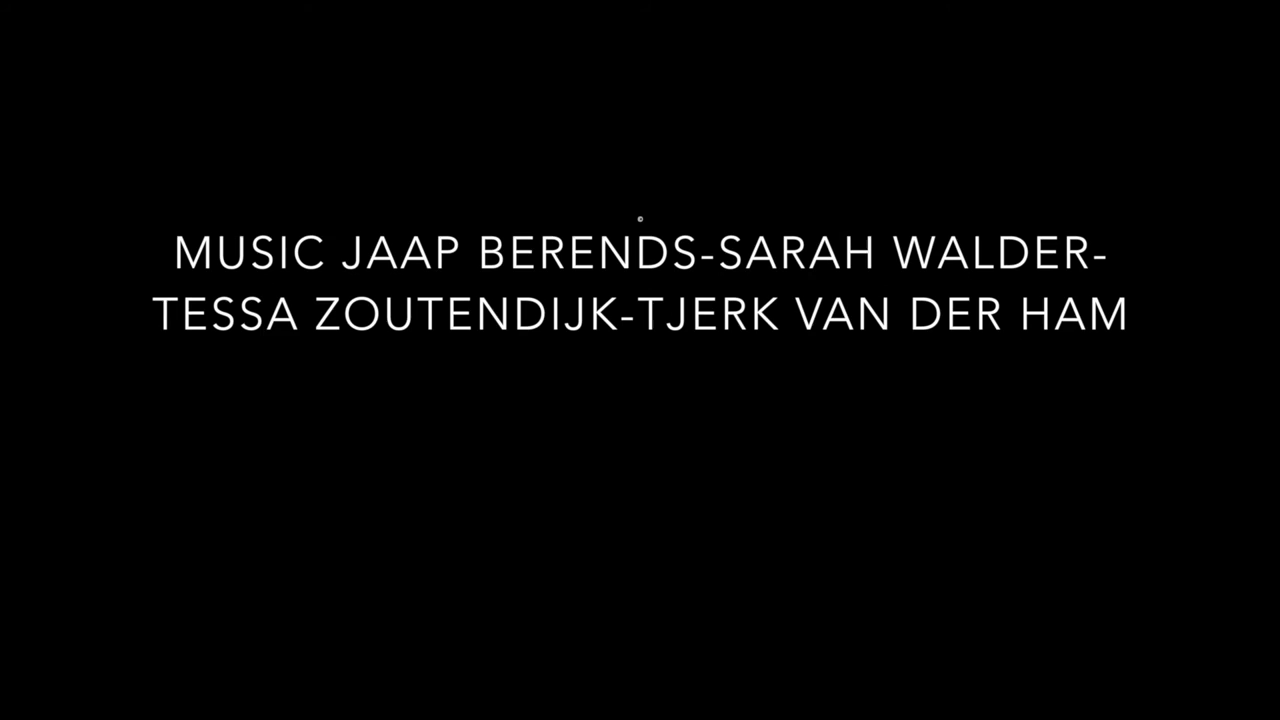 ©
MUSIC JAAP BERENDS-SARAH WALDER-
TESSA ZOUTENDIJK-TJERK VAN DER HAM